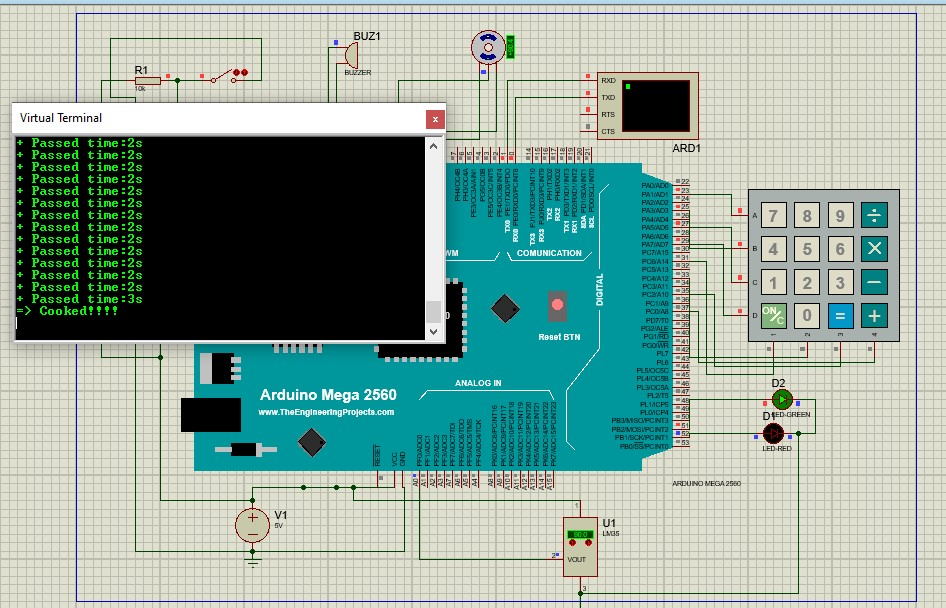 BUZ1
BUZZER
R1
10k
RXD
TXD
RTS
CTS
ARD1
Virtual Terminal
x
+ Passed time:2s
+ Passed time:2s
+ Passed time:2s
+ Passed time:2s
+ Passed time:2s
+ Passed time:2s
+ Passed time:2s
+ Passed time:2s
+ Passed time:2s
+ Passed time:2s
+ Passed time:2s
+ Passed time:2s
+ Passed time:2s
+ Passed time:3s
=> Cooked!!!!
WM
COMUNICATION
DIGITAL
Reset BTN
ANALOG IN
Arduino Mega 2560
www.TheEngineeringProjects.com
RESET
VCC
GND
PA0/AD0
PA1/AD1
PA2/AD2
PA3/AD3
PA4/AD4
PA5/AD5
PA6/AD6
PA7/AD7
PC7/A15
PC6/A14
PC5/A13
PC4/A12
PC3/A11
PC2/A10
PC1/A9
PC0/A8
PD7/T0
PG2/ALE
PG1/RD
PG0/WR
PL7
PL6
PL5/OC5C
PL4/OC5B
PL3/OC5A
PL2/T5
PL1/ICP5
PL0/ICP4
PB3/MISO/PCINT3
PB2/MOSI/PCINT2
PB1/SCK/PCINT1
PB0/SS/PCINT0
22
23
24
25
26
27
28
29
30
31
32
33
34
35
36
37
38
39
40
41
42
43
44
45
46
47
48
49
50
51
52
53
A
B
C
D
7 8 9 ÷
4 5 6 ×
1 2 3 −
ON/C 0 = +
1 2 3 4
D2
LED-GREEN
D1
LED-RED
ARDUINO MEGA 2560
V1
5V
U1
LM35
1
2
VOUT
3